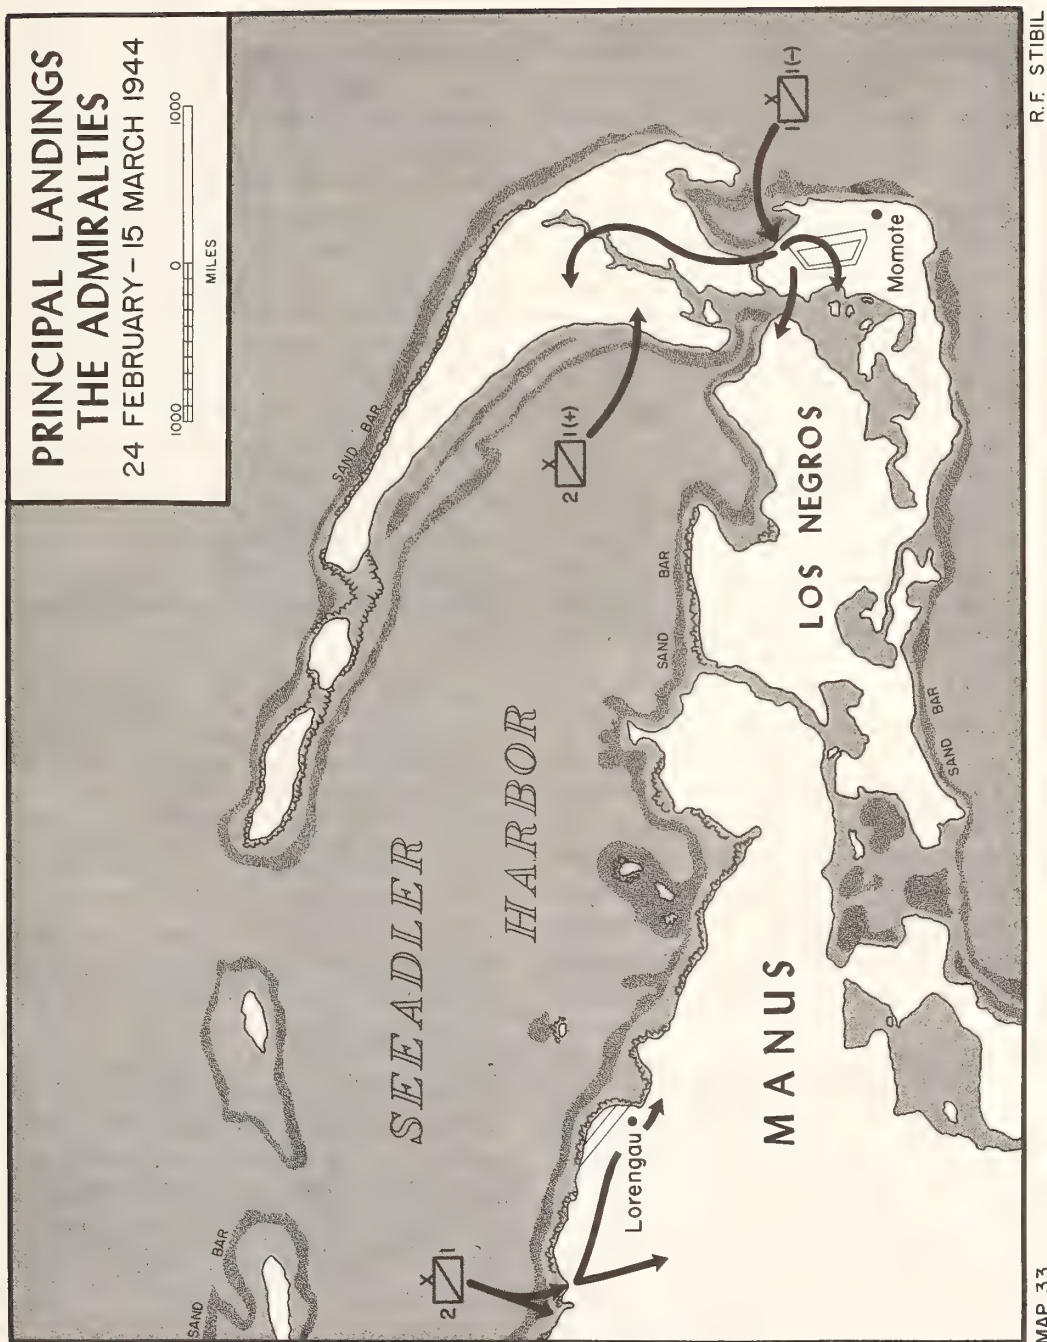 PRINCIPAL LANDINGS
THE ADMIRALTIES
24 FEBRUARY – 15 MARCH 1944
1000 0 1000
MILES
SAND BAR
SAND BAR
SEEADLER
HARBOR
X
2 1
X
2 1(+)
X
1 1(-)
SAND BAR
SAND BAR
LOS NEGROS
MANUS
Lorengau
Momote
MAP 33
R.F. STIBIL